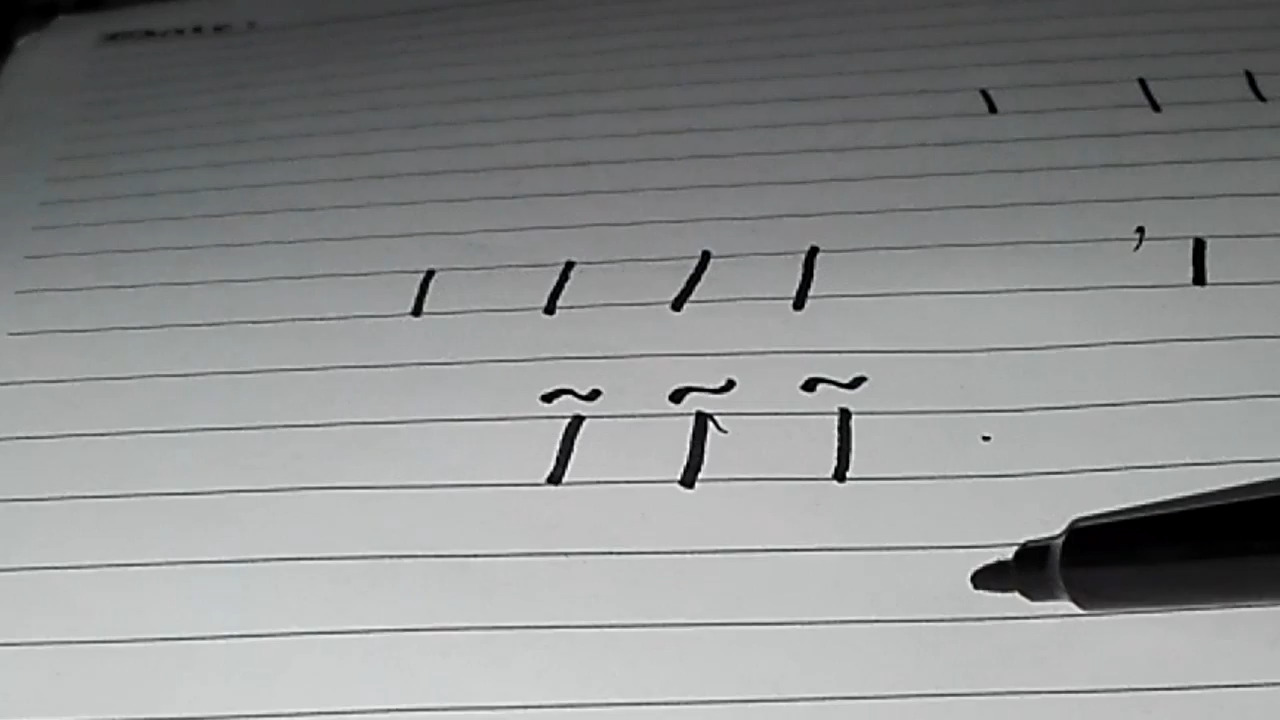 ا ا ا
ا ا ا ا ا
آ آ آ